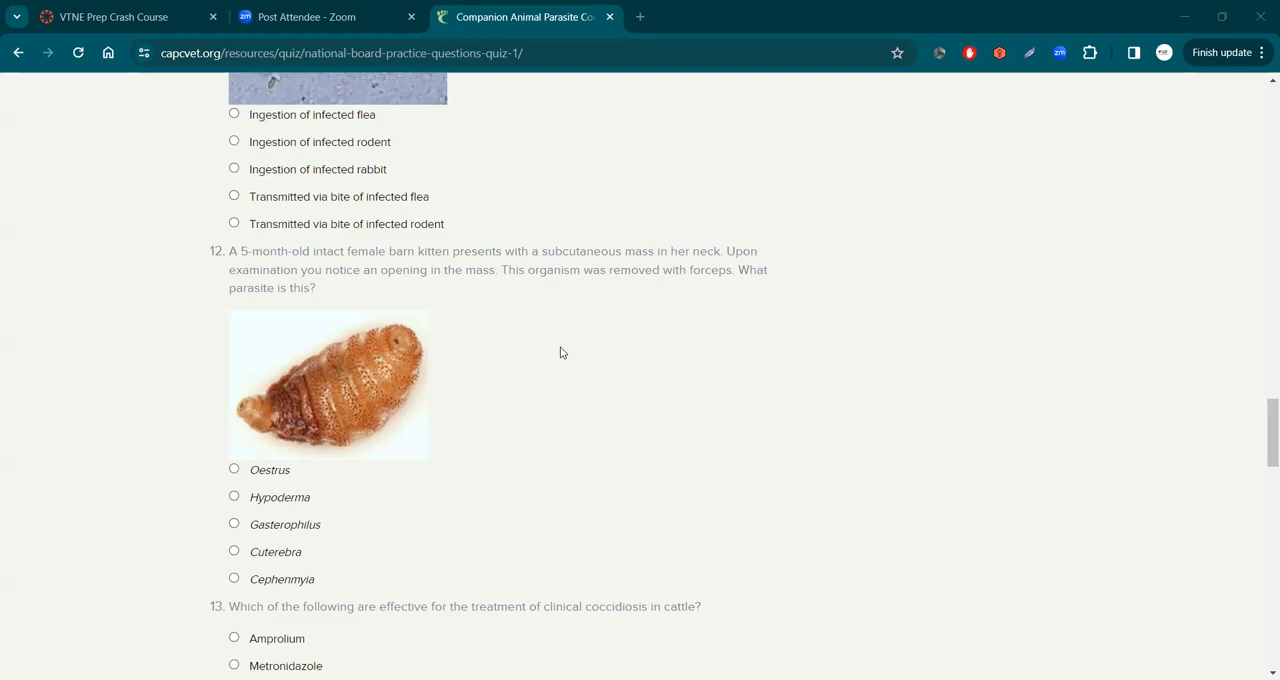 VTNE Prep Crash Course
zm Post Attendee - Zoom
Companion Animal Parasite Co
Finish update
capcvet.org/resources/quiz/national-board-practice-questions-quiz-1/
zm
Ingestion of infected flea
Ingestion of infected rodent
Ingestion of infected rabbit
Transmitted via bite of infected flea
Transmitted via bite of infected rodent
12. A 5-month-old intact female barn kitten presents with a subcutaneous mass in her neck. Upon
examination you notice an opening in the mass. This organism was removed with forceps. What
parasite is this?
Oestrus
Hypoderma
Gasterophilus
Cuterebra
Cephenmyia
13. Which of the following are effective for the treatment of clinical coccidiosis in cattle?
Amprolium
Metronidazole